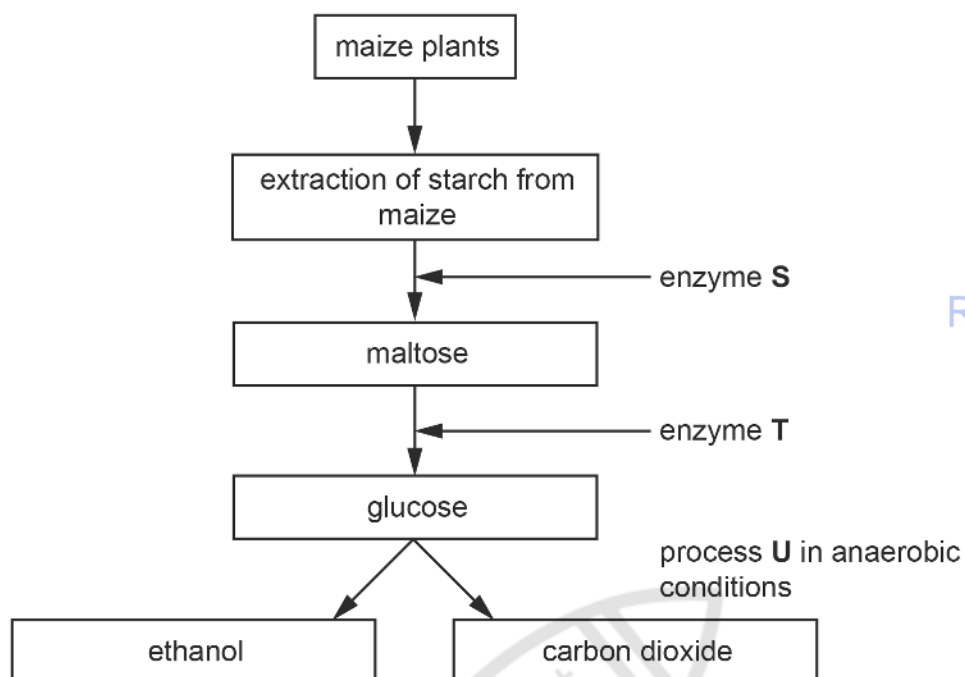 maize plants
extraction of starch from
maize
enzyme S
maltose
enzyme T
glucose
process U in anaerobic
conditions
ethanol
carbon dioxide
R